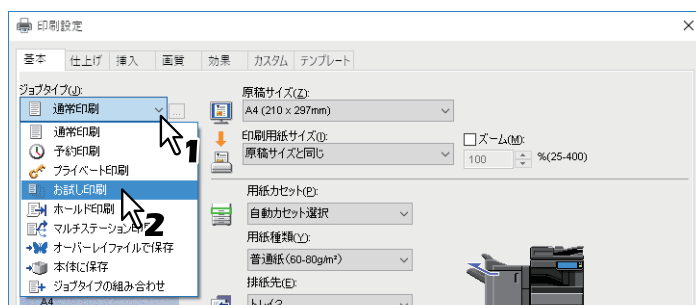 印刷設定
基本 仕上げ 挿入 画質 効果 カスタム テンプレート
ジョブタイプ(J):
通常印刷
...
通常印刷
予約印刷
プライベート印刷
お試し印刷
ホールド印刷
マルチステーション印刷
オーバーレイファイルで保存
本体に保存
ジョブタイプの組み合わせ
A4
1
2
原稿サイズ(Z):
A4 (210 x 297mm)
印刷用紙サイズ(I):
原稿サイズと同じ
ズーム(M):
100 %(25-400)
用紙カセット(P):
自動カセット選択
用紙種類(Y):
普通紙(60-80g/m²)
排紙先(E):